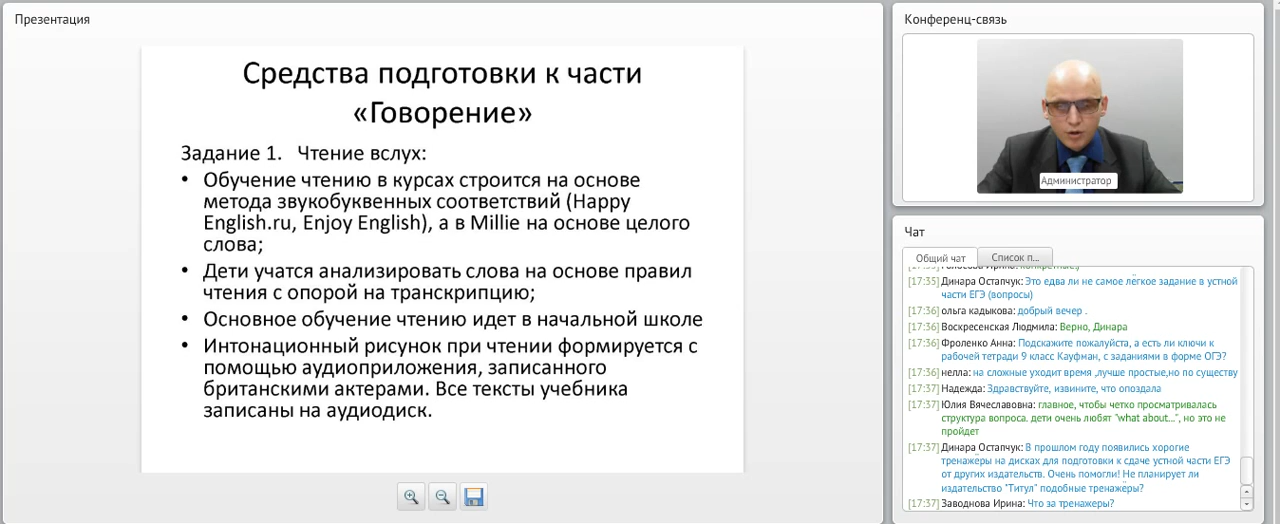 Презентация
Средства подготовки к части
«Говорение»
Задание 1. Чтение вслух:
• Обучение чтению в курсах строится на основе
метода звукобуквенных соответствий (Happy
English.ru, Enjoy English), а в Millie на основе целого
слова;
• Дети учатся анализировать слова на основе правил
чтения с опорой на транскрипцию;
• Основное обучение чтению идет в начальной школе
• Интонационный рисунок при чтении формируется с
помощью аудиоприложения, записанного
британскими актерами. Все тексты учебника
записаны на аудиодиск.
Конференц-связь
Администратор
Чат
Общий чат
Список п...
[17:35] Динара Остапчук: Это едва ли не самое лёгкое задание в устной
части ЕГЭ (вопросы)
[17:36] ольга кадыкова: добрый вечер .
[17:36] Воскресенская Людмила: Верно, Динара
[17:36] Фроленко Анна: Подскажите пожалуйста, а есть ли ключи к
рабочей тетради 9 класс Кауфман, с заданиями в форме ОГЭ?
[17:36] нелла: на сложные уходит время ,лучше простые,но по существу
[17:37] Надежда: Здравствуйте, извините, что опоздала
[17:37] Юлия Вячеславовна: главное, чтобы четко просматривалась
структура вопроса. дети очень любят "what about...", но это не
пройдет
[17:37] Динара Остапчук: В прошлом году появились хорогие
тренажёры на дисках для подготовки к сдаче устной части ЕГЭ
от других издательств. Очень помогли! Не планирует ли
издательство "Титул" подобные тренажёры?
[17:37] Заводнова Ирина: Что за тренажеры?